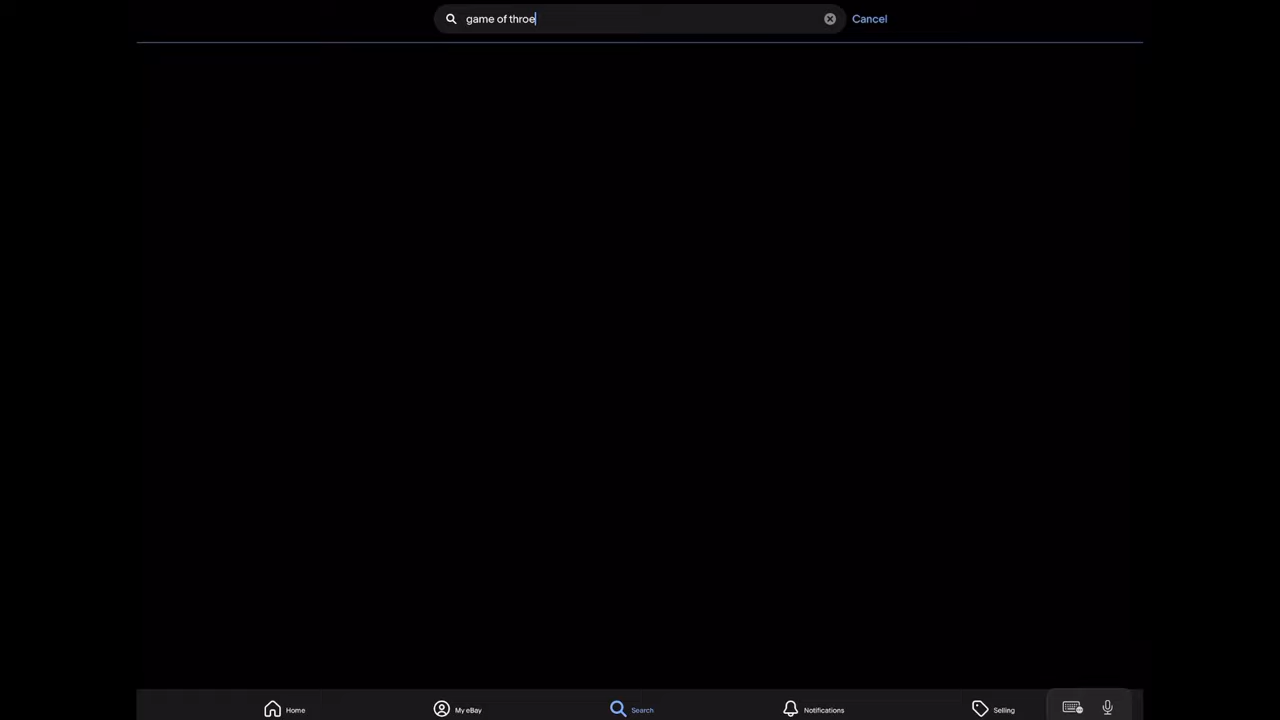 game of throe
Cancel
Home
My eBay
Search
Notifications
Selling